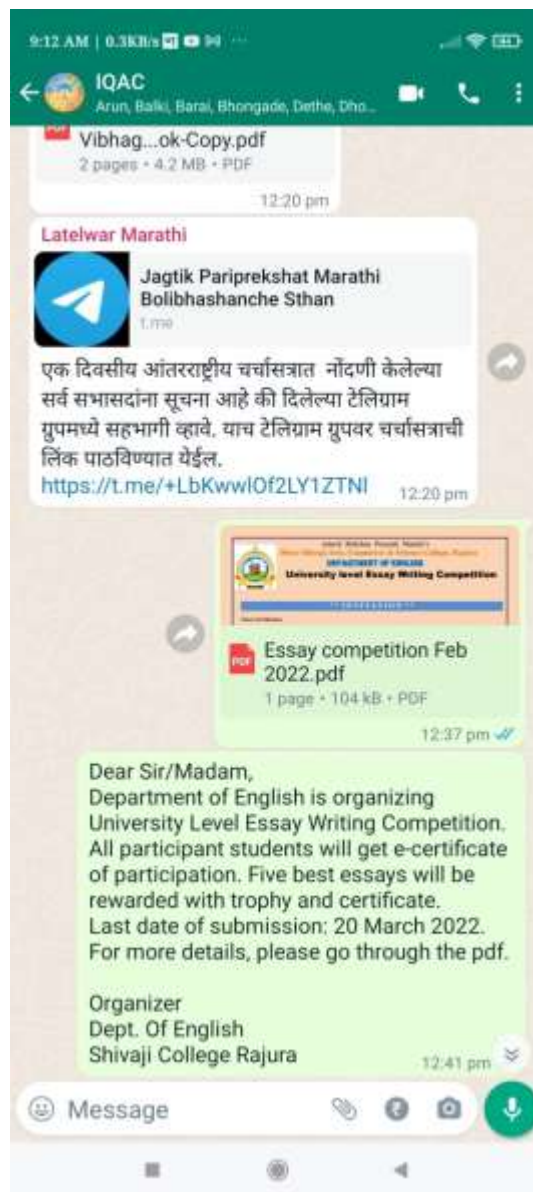 9:12 AM | 0.3KB/s
IQAC
Arun, Balki, Barai, Bhongade, Dethe, Dho...
PDF
Vibhag...ok-Copy.pdf
2 pages • 4.2 MB • PDF
12:20 pm
Latelwar Marathi
Jagtik Pariprekshat Marathi
Bolibhashanche Sthan
t.me
एक दिवसीय आंतरराष्ट्रीय चर्चासत्रात नोंदणी केलेल्या
सर्व सभासदांना सूचना आहे की दिलेल्या टेलिग्राम
ग्रुपमध्ये सहभागी व्हावे. याच टेलिग्राम ग्रुपवर चर्चासत्राची
लिंक पाठविण्यात येईल.
https://t.me/+LbKwwlOf2LY1ZTNl
12:20 pm
DEPARTMENT OF ENGLISH
University level Essay Writing Competition
PDF
Essay competition Feb
2022.pdf
1 page • 104 kB • PDF
12:37 pm
Dear Sir/Madam,
Department of English is organizing
University Level Essay Writing Competition.
All participant students will get e-certificate
of participation. Five best essays will be
rewarded with trophy and certificate.
Last date of submission: 20 March 2022.
For more details, please go through the pdf.
Organizer
Dept. Of English
Shivaji College Rajura
12:41 pm
Message